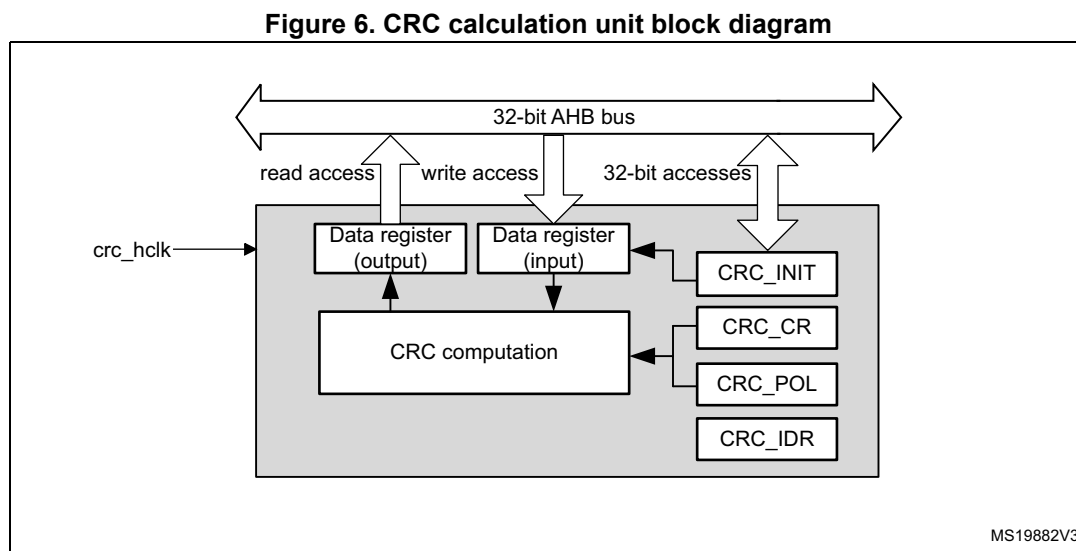 Figure 6. CRC calculation unit block diagram
32-bit AHB bus
read access
write access
32-bit accesses
crc_hclk
Data register
(output)
Data register
(input)
CRC_INIT
CRC computation
CRC_CR
CRC_POL
CRC_IDR
MS19882V3